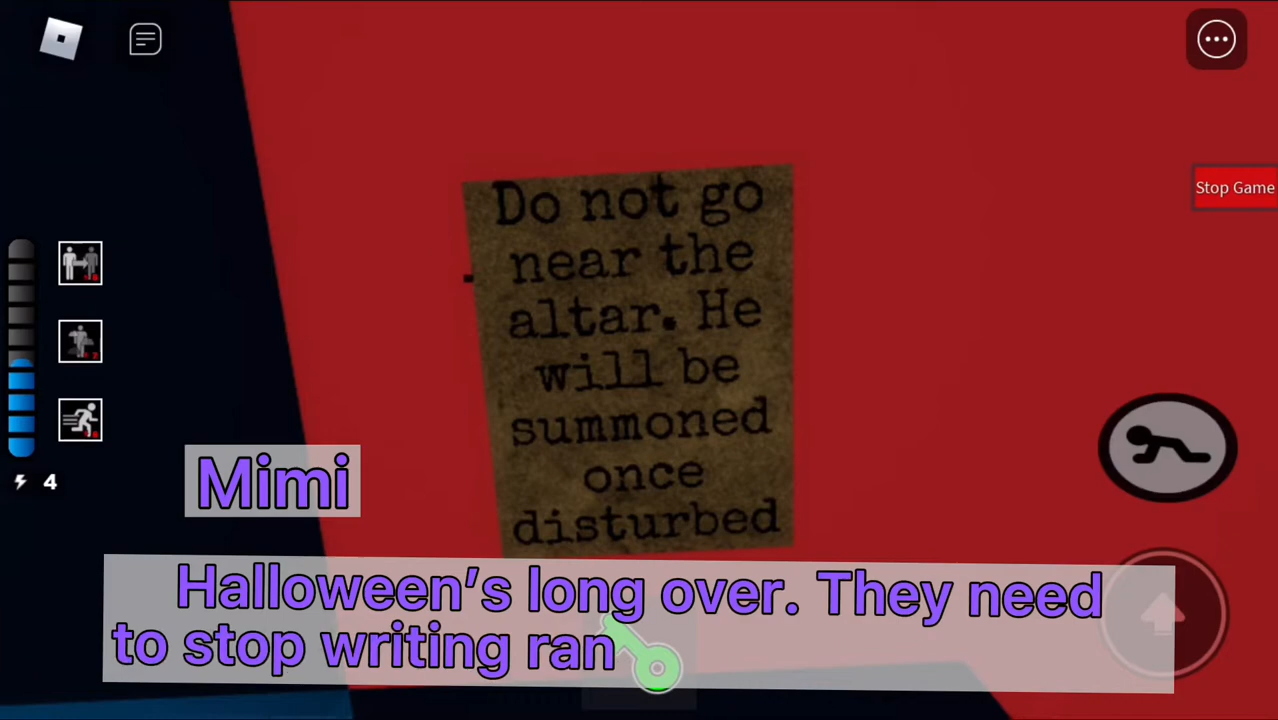 Stop Game
Do not go
near the
altar. He
will be
summoned
once
disturbed
4
Mimi
Halloween's long over. They need
to stop writing ran